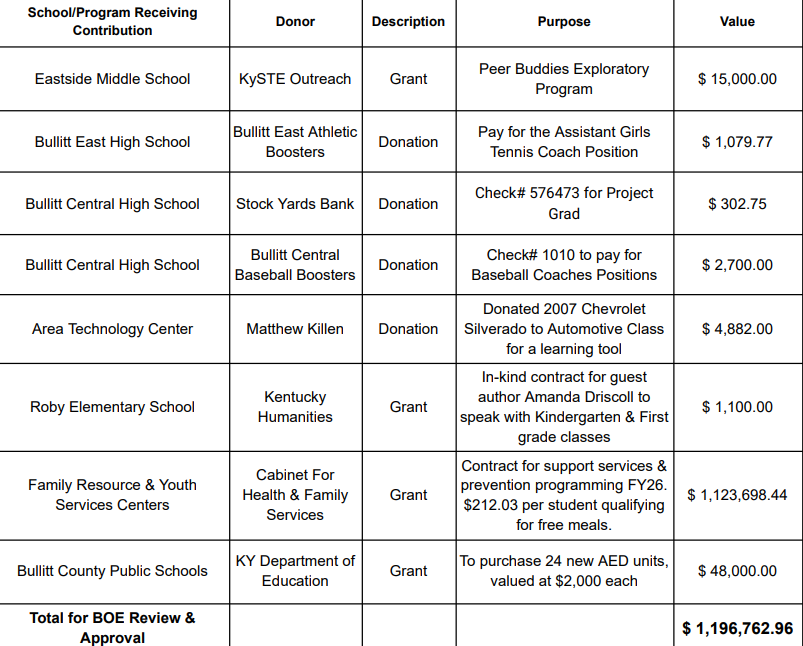 School/Program Receiving
Contribution
Donor
Description
Purpose
Value
Eastside Middle School
KySTE Outreach
Grant
Peer Buddies Exploratory
Program
$ 15,000.00
Bullitt East High School
Bullitt East Athletic
Boosters
Donation
Pay for the Assistant Girls
Tennis Coach Position
$ 1,079.77
Bullitt Central High School
Stock Yards Bank
Donation
Check# 576473 for Project
Grad
$ 302.75
Bullitt Central High School
Bullitt Central
Baseball Boosters
Donation
Check# 1010 to pay for
Baseball Coaches Positions
$ 2,700.00
Area Technology Center
Matthew Killen
Donation
Donated 2007 Chevrolet
Silverado to Automotive Class
for a learning tool
$ 4,882.00
Roby Elementary School
Kentucky
Humanities
Grant
In-kind contract for guest
author Amanda Driscoll to
speak with Kindergarten & First
grade classes
$ 1,100.00
Family Resource & Youth
Services Centers
Cabinet For
Health & Family
Services
Grant
Contract for support services &
prevention programming FY26.
$212.03 per student qualifying
for free meals.
$ 1,123,698.44
Bullitt County Public Schools
KY Department of
Education
Grant
To purchase 24 new AED units,
valued at $2,000 each
$ 48,000.00
Total for BOE Review &
Approval
$ 1,196,762.96